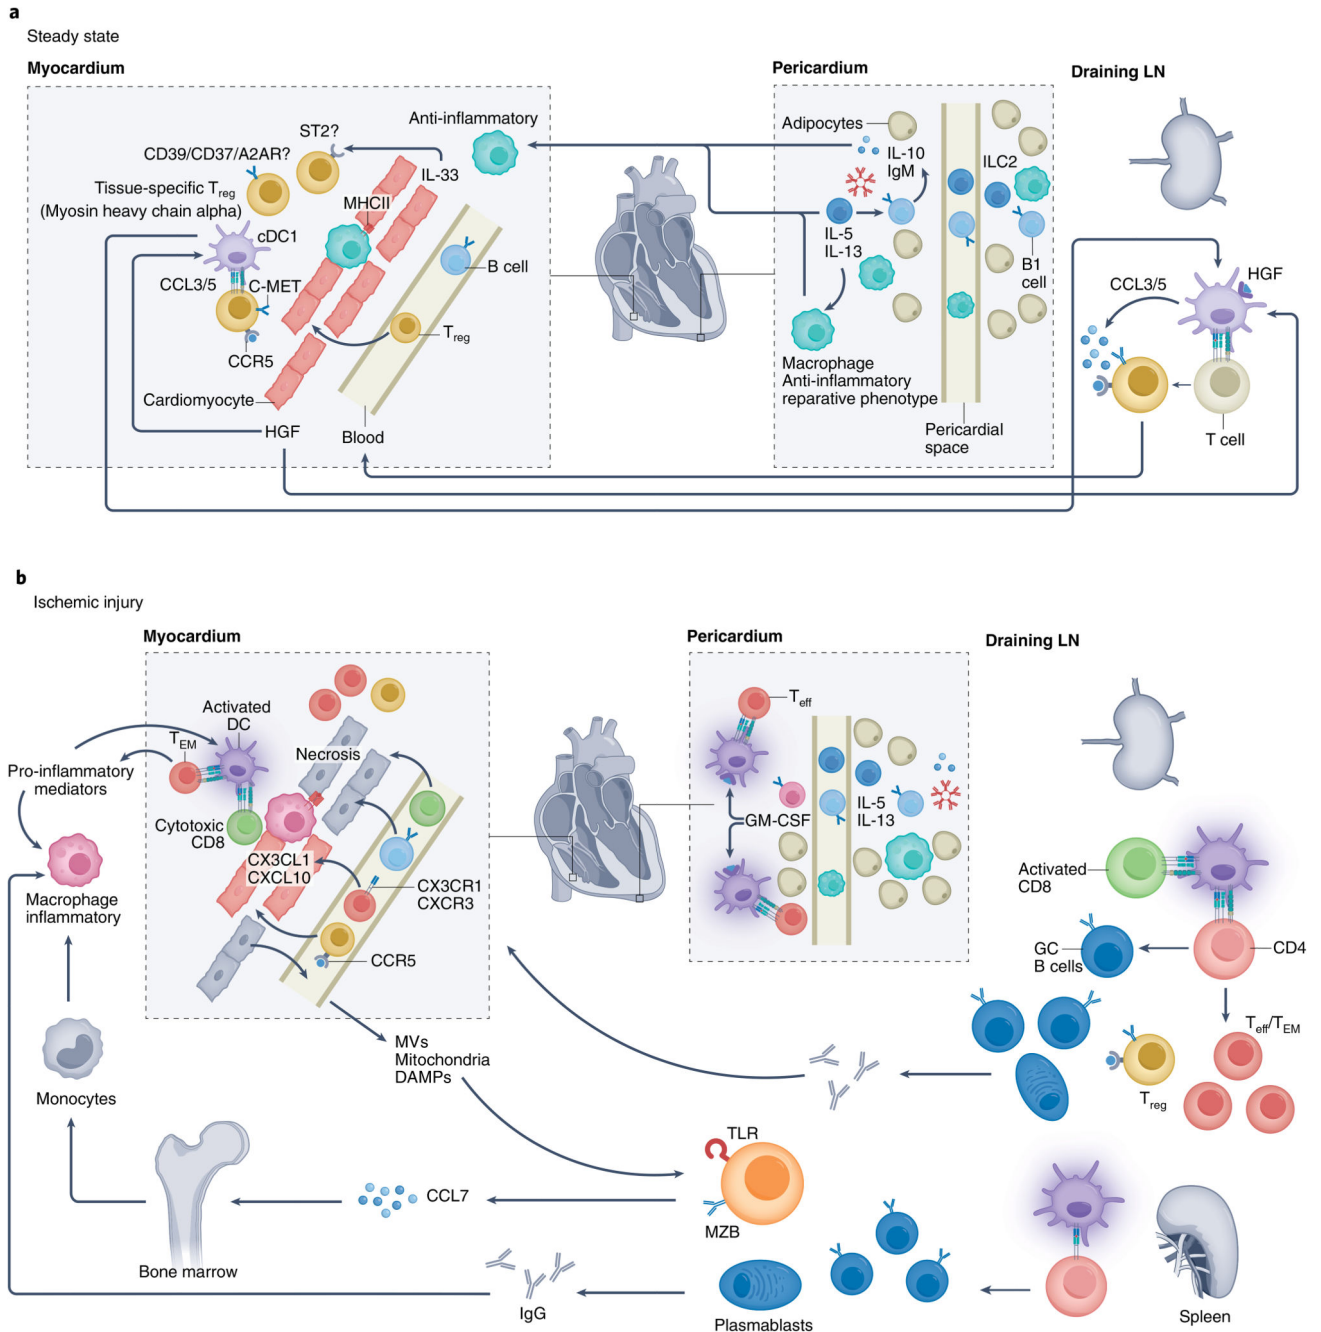 a
Steady state
Myocardium
Pericardium
Draining LN
Anti-inflammatory
ST2?
CD39/CD37/A2AR?
IL-33
Tissue-specific Treg
(Myosin heavy chain alpha)
MHCII
cDC1
CCL3/5
C-MET
B cell
CCR5
Treg
Cardiomyocyte
HGF
Blood
Adipocytes
IL-10
IgM
ILC2
IL-5
IL-13
B1
cell
Macrophage
Anti-inflammatory
reparative phenotype
Pericardial
space
HGF
CCL3/5
T cell
b
Ischemic injury
Myocardium
Pericardium
Draining LN
Activated
DC
TEM
Necrosis
Pro-inflammatory
mediators
Cytotoxic
CD8
CX3CL1
CXCL10
CX3CR1
CXCR3
Macrophage
inflammatory
CCR5
Teff
GM-CSF
IL-5
IL-13
Activated
CD8
GC
B cells
CD4
Teff/TEM
Treg
MVs
Mitochondria
DAMPs
Monocytes
TLR
CCL7
MZB
Bone marrow
IgG
Plasmablasts
Spleen